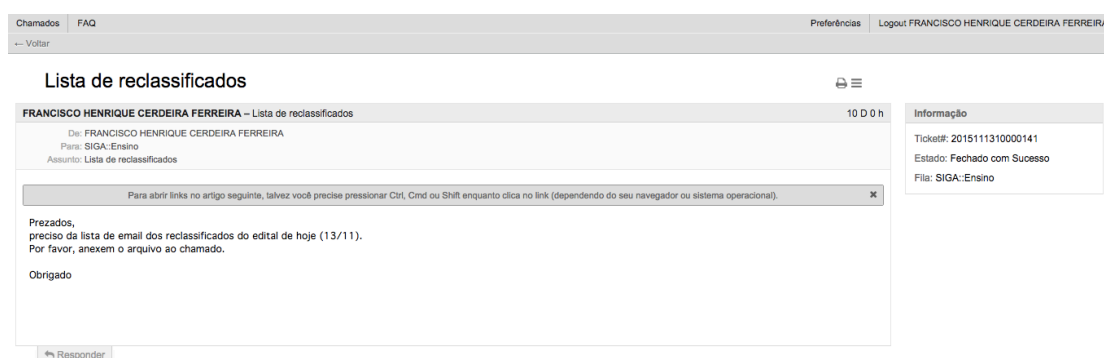 Chamados FAQ Preferências Logout FRANCISCO HENRIQUE CERDEIRA FERREIRA
← Voltar
Lista de reclassificados
FRANCISCO HENRIQUE CERDEIRA FERREIRA – Lista de reclassificados 10 D 0 h
De: FRANCISCO HENRIQUE CERDEIRA FERREIRA
Para: SIGA::Ensino
Assunto: Lista de reclassificados
Para abrir links no artigo seguinte, talvez você precise pressionar Ctrl, Cmd ou Shift enquanto clica no link (dependendo do seu navegador ou sistema operacional).
Prezados,
preciso da lista de email dos reclassificados do edital de hoje (13/11).
Por favor, anexem o arquivo ao chamado.
Obrigado
Responder
Informação
Ticket#: 2015111310000141
Estado: Fechado com Sucesso
Fila: SIGA::Ensino